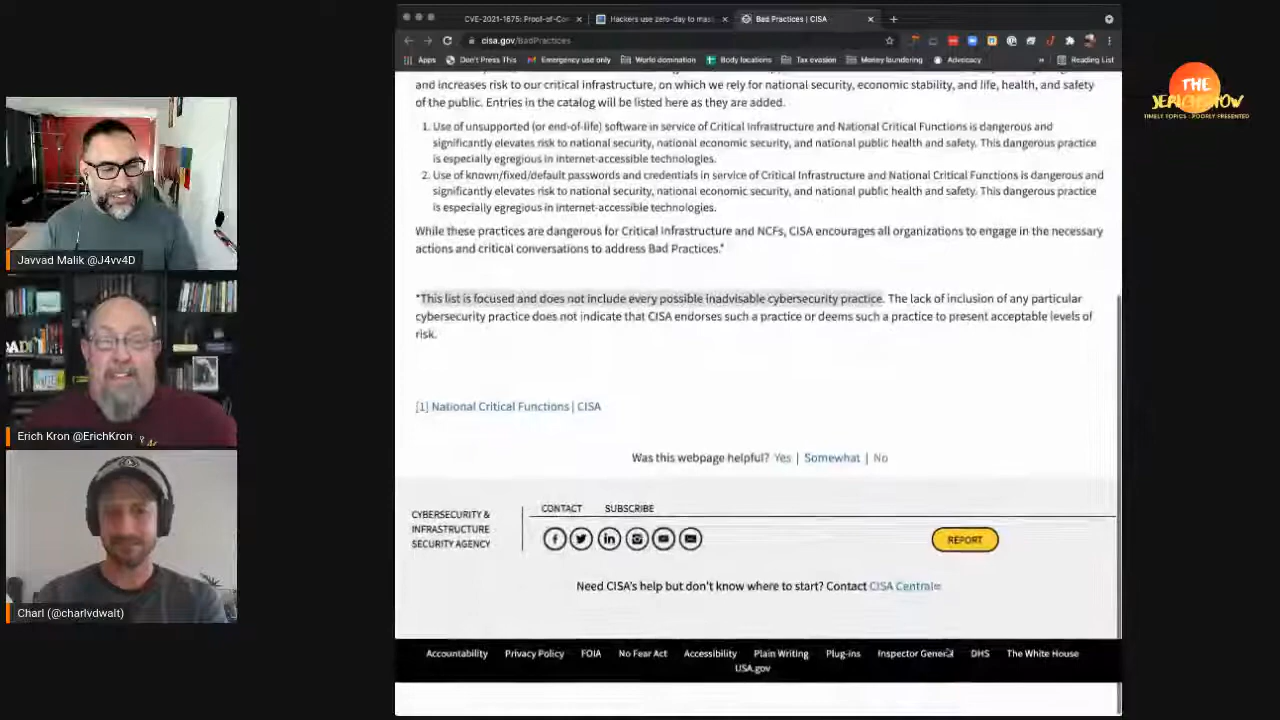 CVE-2021-1675: Proof-of-Con
Hackers use zero-day to mas
Bad Practices | CISA
cisa.gov/BadPractices
Apps
Don't Press This
Emergency use only
World domination
Body locations
Tax evasion
Money laundering
Advocacy
»
Reading List
and increases risk to our critical infrastructure, on which we rely for national security, economic stability, and life, health, and safety
of the public. Entries in the catalog will be listed here as they are added.
1. Use of unsupported (or end-of-life) software in service of Critical Infrastructure and National Critical Functions is dangerous and
significantly elevates risk to national security, national economic security, and national public health and safety. This dangerous practice
is especially egregious in internet-accessible technologies.
2. Use of known/fixed/default passwords and credentials in service of Critical Infrastructure and National Critical Functions is dangerous and
significantly elevates risk to national security, national economic security, and national public health and safety. This dangerous practice
is especially egregious in internet-accessible technologies.
While these practices are dangerous for Critical Infrastructure and NCFs, CISA encourages all organizations to engage in the necessary
actions and critical conversations to address Bad Practices.*
*This list is focused and does not include every possible inadvisable cybersecurity practice. The lack of inclusion of any particular
cybersecurity practice does not indicate that CISA endorses such a practice or deems such a practice to present acceptable levels of
risk.
[1] National Critical Functions | CISA
Was this webpage helpful? Yes | Somewhat | No
CYBERSECURITY &
INFRASTRUCTURE
SECURITY AGENCY
CONTACT
SUBSCRIBE
REPORT
Need CISA's help but don't know where to start? Contact CISA Central
Accountability
Privacy Policy
FOIA
No Fear Act
Accessibility
Plain Writing
Plug-ins
Inspector General
DHS
The White House
USA.gov
Javvad Malik @J4vv4D
Erich Kron @ErichKron
Charl (@charlvdwalt)
THE
JERICHSHOW
TIMELY TOPICS - POORLY PRESENTED